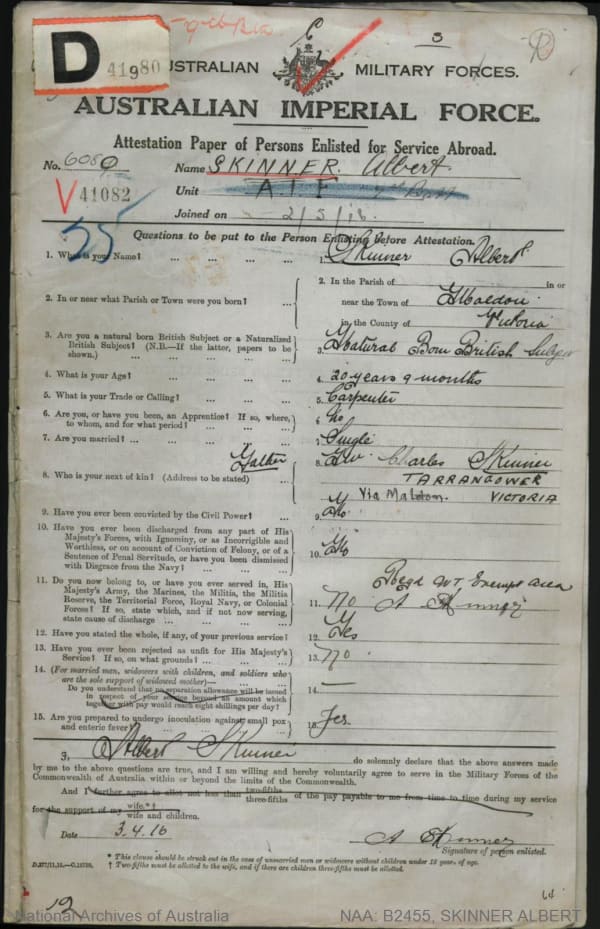 D 41980
AUSTRALIAN MILITARY FORCES.
AUSTRALIAN IMPERIAL FORCE.
Attestation Paper of Persons Enlisted for Service Abroad.
No. 6080 Name SKINNER. Albert.
V 41082 Unit A I F
Joined on 2/5/16.
25
Questions to be put to the Person Enlisting before Attestation.
1. What is your Name? ... ... ... ... 1. Skinner Albert
2. In or near what Parish or Town were you born? ... 2. In the Parish of in or
near the Town of Maldon
in the County of Victoria
3. Are you a natural born British Subject or a Naturalized
British Subject? (N.B.—If the latter, papers to be
shown.) ... ... ... ... 3. Natural Born British Subject
4. What is your Age? ... ... ... ... 4. 20 years 9 months
5. What is your Trade or Calling? ... ... ... 5. Carpenter
6. Are you, or have you been, an Apprentice? If so, where,
to whom, and for what period? ... ... ... 6. No
7. Are you married? ... ... ... ... 7. Single
Father
8. Who is your next of kin? (Address to be stated) ... 8. Charles Skinner
TARRANGOWER
Via Maldon. VICTORIA
9. Have you ever been convicted by the Civil Power? ... 9. No
10. Have you ever been discharged from any part of His
Majesty's Forces, with Ignominy, or as Incorrigible and
Worthless, or on account of Conviction of Felony, or of a
Sentence of Penal Servitude, or have you been dismissed
with Disgrace from the Navy? ... ... ... 10. No
11. Do you now belong to, or have you ever served in, His
Majesty's Army, the Marines, the Militia, the Militia
Reserve, the Territorial Force, Royal Navy, or Colonial
Forces? If so, state which, and if not now serving,
state cause of discharge ... ... ... ...
Regd but Exempt Area
11. No A Skinner
12. Have you stated the whole, if any, of your previous service? 12. Yes
13. Have you ever been rejected as unfit for His Majesty's
Service? If so, on what grounds? ... ... ... 13. No
14. (For married men, widowers with children, and soldiers who
are the sole support of widowed mother)—
Do you understand that no separation allowance will be issued
in respect of your service beyond an amount which
together with pay would reach eight shillings per day? 14. —
15. Are you prepared to undergo inoculation against small pox
and enteric fever? ... ... ... ... 15. Yes.
I, Albert Skinner do solemnly declare that the above answers made
by me to the above questions are true, and I am willing and hereby voluntarily agree to serve in the Military Forces of the
Commonwealth of Australia within or beyond the limits of the Commonwealth.
And I further agree to allot not less than two-fifths three-fifths of the pay payable to me from time to time during my service
for the support of my wife.*†
wife and children.
Date 3.4.16 A Skinner
Signature of person enlisted.
* This clause should be struck out in the case of unmarried men or widowers without children under 18 year. of age.
† Two-fifths must be allotted to the wife, and if there are children three-fifths must be allotted.
12
National Archives of Australia NAA: B2455, SKINNER ALBERT